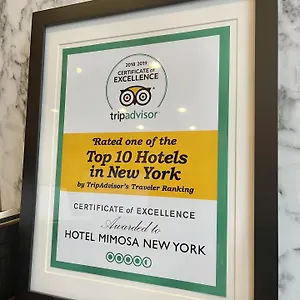 2018 2019
CERTIFICATE of
EXCELLENCE
tripadvisor
Rated one of the
Top 10 Hotels
in New York
by TripAdvisor's Traveler Ranking
CERTIFICATE of EXCELLENCE
Awarded to
HOTEL MIMOSA NEW YORK